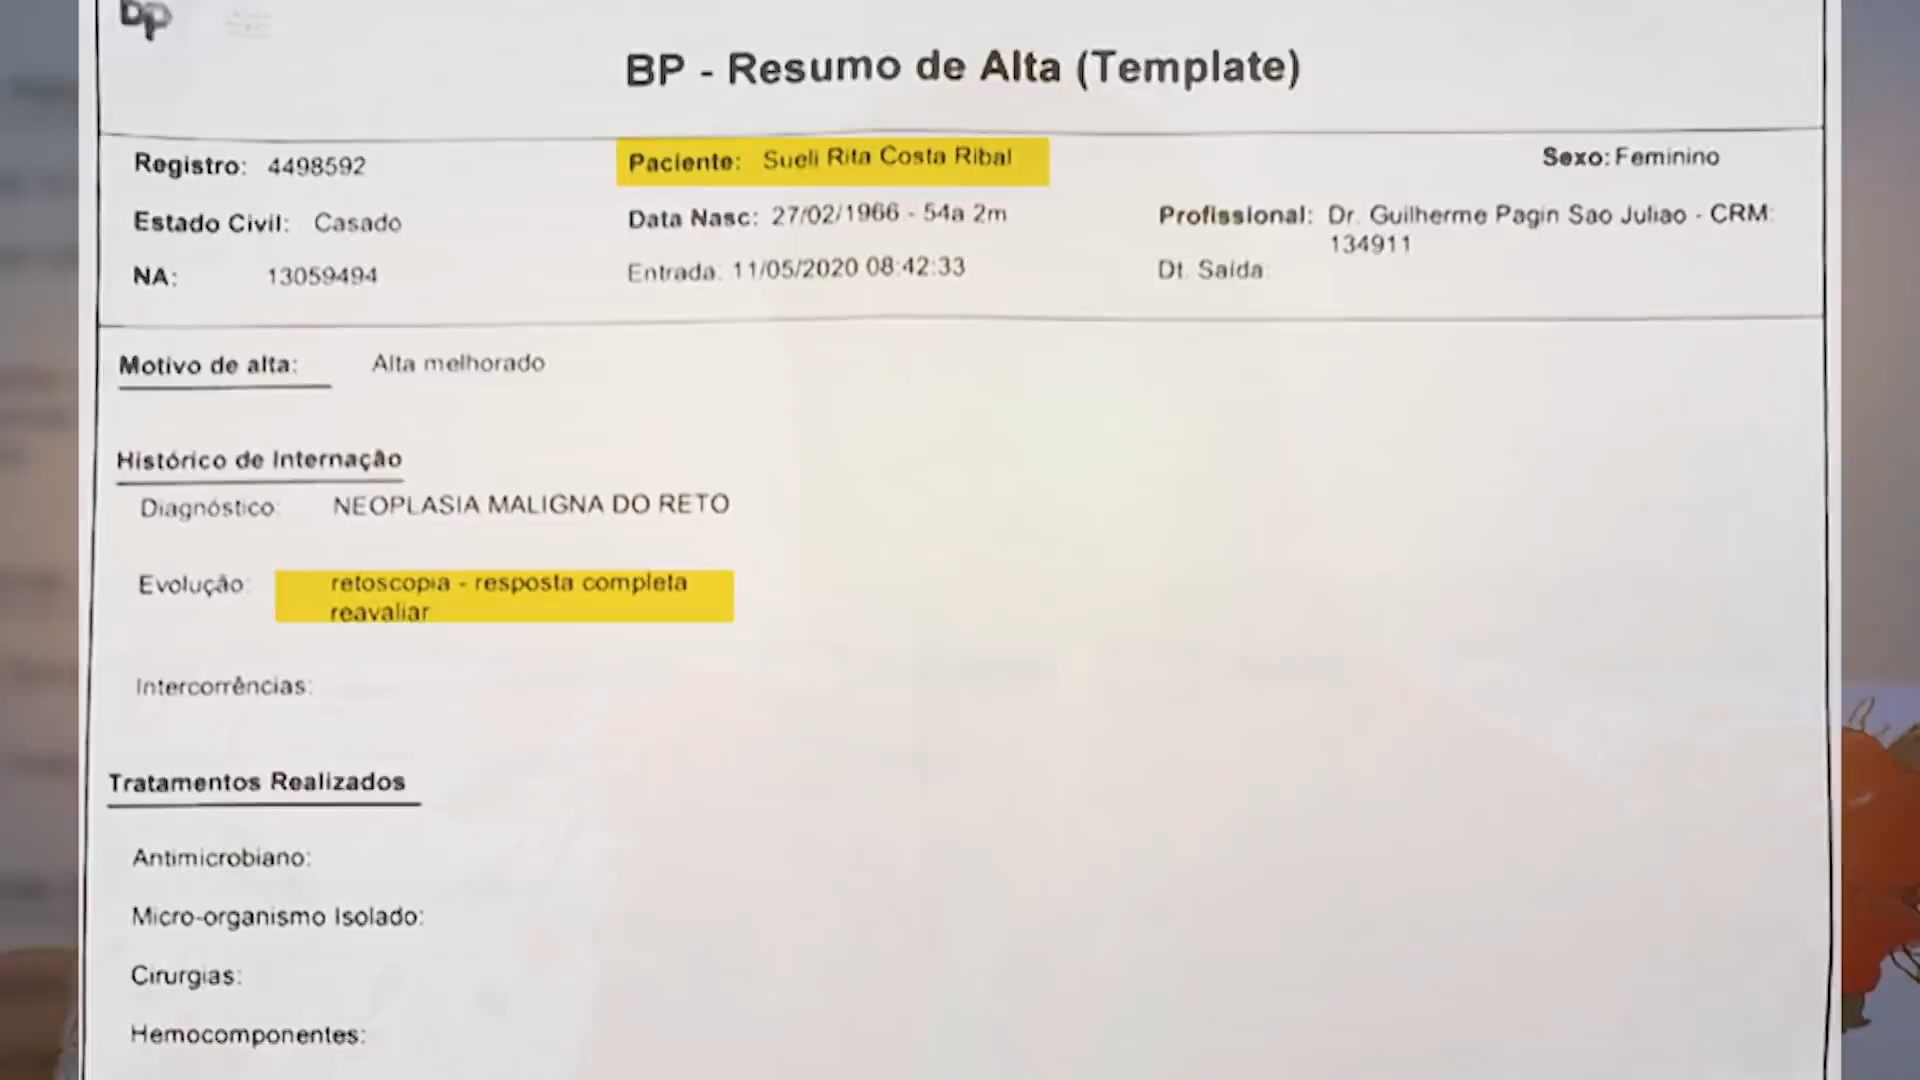 bp
BP - Resumo de Alta (Template)
Registro: 4498592
Paciente: Sueli Rita Costa Ribal
Sexo: Feminino
Estado Civil: Casado
Data Nasc: 27/02/1966 - 54a 2m
Profissional: Dr. Guilherme Pagin Sao Juliao - CRM:
134911
NA: 13059494
Entrada: 11/05/2020 08:42:33
Dt. Saída:
Motivo de alta: Alta melhorado
Histórico de Internação
Diagnóstico: NEOPLASIA MALIGNA DO RETO
Evolução: retoscopia - resposta completa
reavaliar
Intercorrências:
Tratamentos Realizados
Antimicrobiano:
Micro-organismo Isolado:
Cirurgias:
Hemocomponentes: